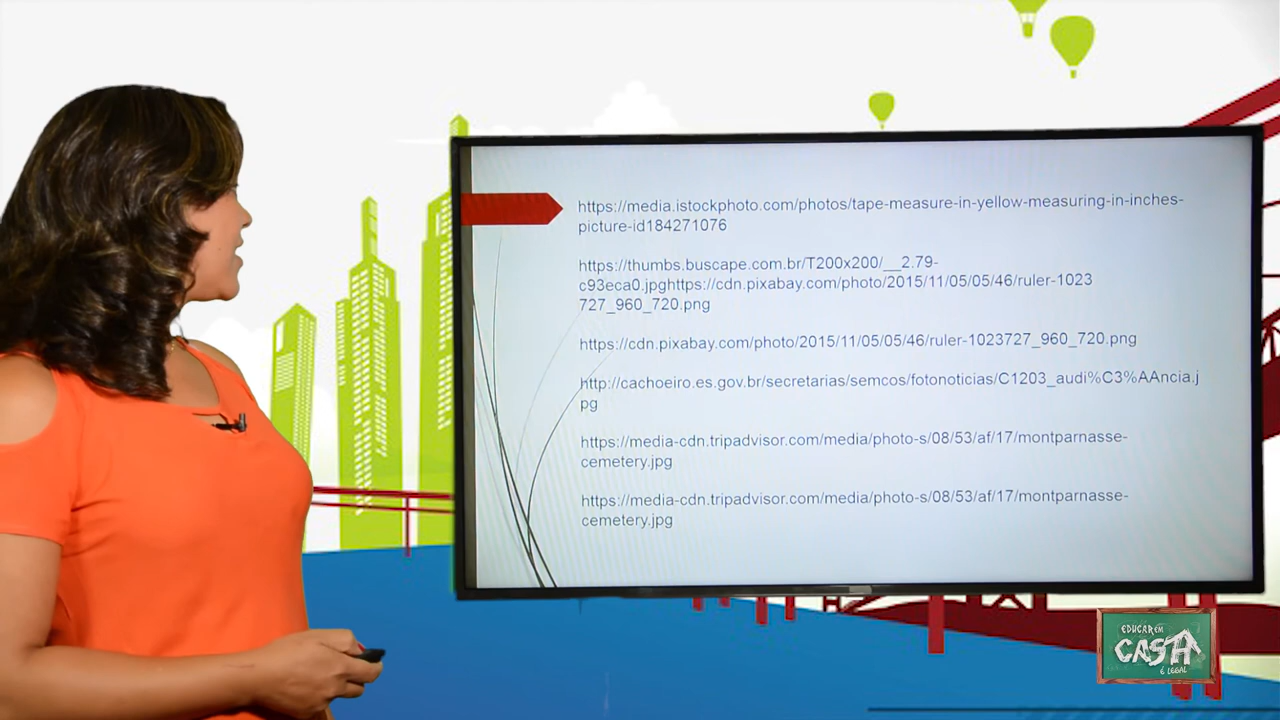 https://media.istockphoto.com/photos/tape-measure-in-yellow-measuring-in-inches-
picture-id184271076
https://thumbs.buscape.com.br/T200x200/__2.79-
c93eca0.jpghttps://cdn.pixabay.com/photo/2015/11/05/05/46/ruler-1023
727_960_720.png
https://cdn.pixabay.com/photo/2015/11/05/05/46/ruler-1023727_960_720.png
http://cachoeiro.es.gov.br/secretarias/semcos/fotonoticias/C1203_audi%C3%AAncia.j
pg
https://media-cdn.tripadvisor.com/media/photo-s/08/53/af/17/montparnasse-
cemetery.jpg
https://media-cdn.tripadvisor.com/media/photo-s/08/53/af/17/montparnasse-
cemetery.jpg
EDUCAR EM
CASA
É LEGAL